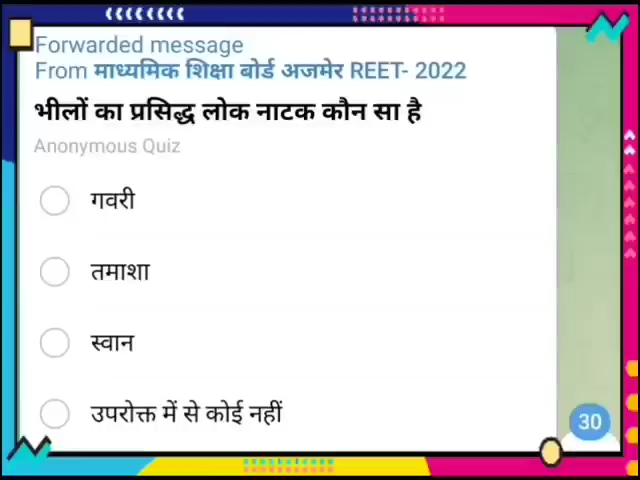 Forwarded message
From माध्यमिक शिक्षा बोर्ड अजमेर REET- 2022
भीलों का प्रसिद्ध लोक नाटक कौन सा है
Anonymous Quiz
गवरी
तमाशा
स्वान
उपरोक्त में से कोई नहीं
30